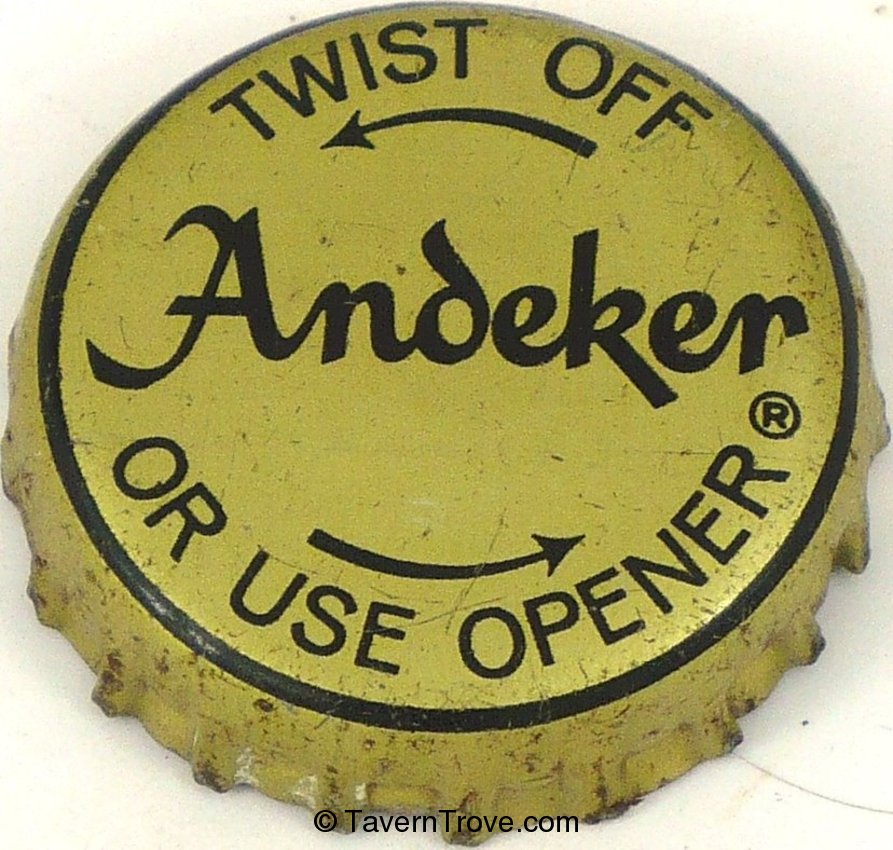 TWIST OFF
Andeker
®
OR USE OPENER
© TavernTrove.com